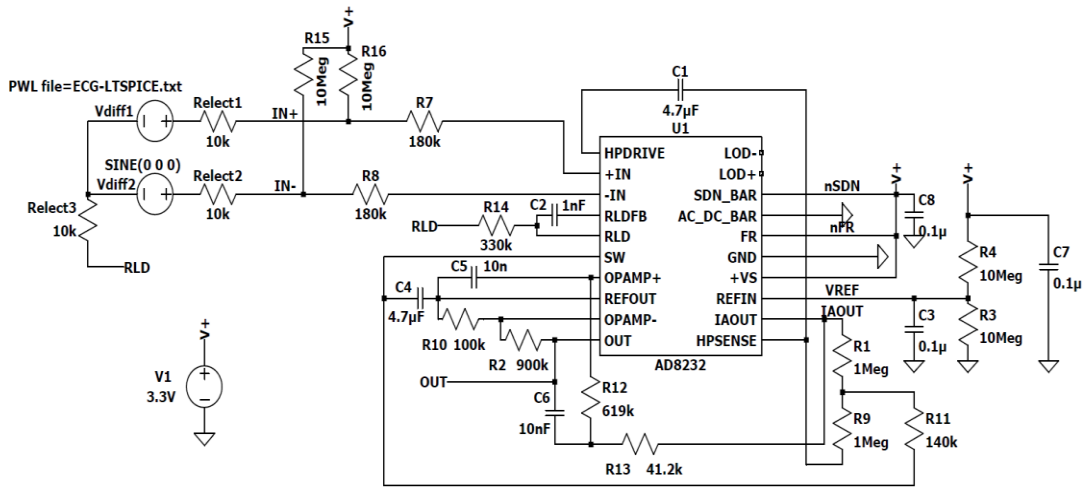 V+
R15
R16
10Meg
10Meg
PWL file=ECG-LTSPICE.txt
Vdiff1
Relect1
10k
IN+
R7
180k
C1
4.7µF
U1
SINE(0 0 0)
Vdiff2
Relect2
10k
IN-
R8
180k
Relect3
10k
RLD
RLD
R14
330k
C2
1nF
HPDRIVE
+IN
-IN
RLDFB
RLD
SW
OPAMP+
REFOUT
OPAMP-
OUT
LOD-
LOD+
SDN_BAR
AC_DC_BAR
FR
GND
+VS
REFIN
IAOUT
HPSENSE
AD8232
nSDN
nFR
V+
C8
0.1µ
V+
R4
10Meg
C7
0.1µ
VREF
IAOUT
C3
0.1µ
R3
10Meg
C5
10n
C4
4.7µF
R10
100k
R2
900k
OUT
C6
10nF
R12
619k
R13
41.2k
R1
1Meg
R9
1Meg
R11
140k
V+
V1
3.3V